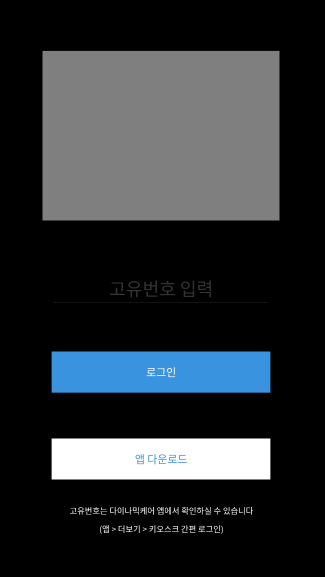 고유번호 입력
로그인
앱 다운로드
고유번호는 다이나믹케어 앱에서 확인하실 수 있습니다
(앱 > 더보기 > 키오스크 간편 로그인)